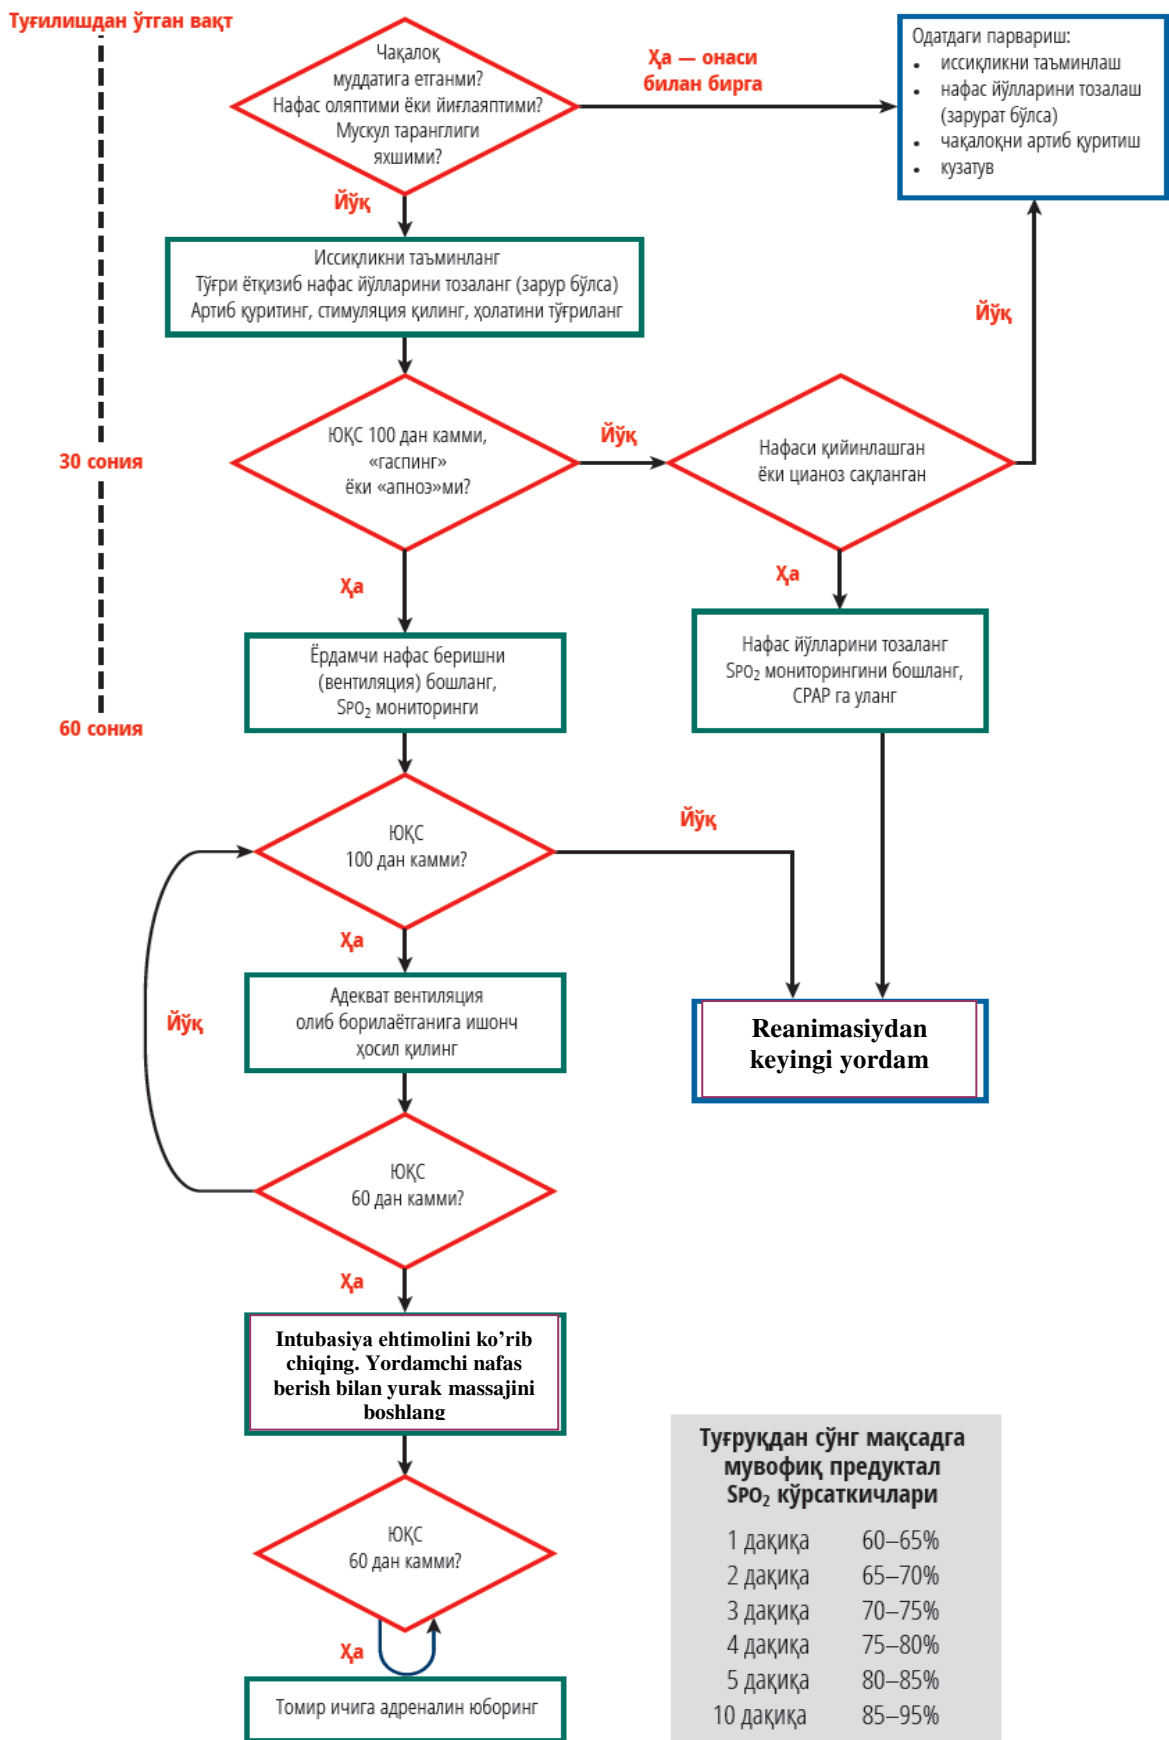 Туғилишдан ўтган вақт
Чақалоқ
муддатига етганми?
Нафас оляптими ёки йиғлаяптими?
Мускул таранглиги
яхшими?
Ҳа — онаси
билан бирга
Одатдаги парвариш:
• иссиқликни таъминлаш
• нафас йўлларини тозалаш
(зарурат бўлса)
• чақалоқни артиб қуритиш
• кузатув
Йўқ
Иссиқликни таъминланг
Тўғри ётқизиб нафас йўлларини тозаланг (зарур бўлса)
Артиб қуритинг, стимуляция қилинг, ҳолатини тўғриланг
Йўқ
30 сония
ЮҚС 100 дан камми,
«гаспинг»
ёки «апноэ»ми?
Йўқ
Нафаси қийинлашган
ёки цианоз сақланган
Ҳа
Ҳа
Ёрдамчи нафас беришни
(вентиляция) бошланг,
SPO₂ мониторинги
Нафас йўлларини тозаланг
SPO₂ мониторингини бошланг,
CPAP га уланг
60 сония
ЮҚС
100 дан камми?
Йўқ
Ҳа
Адекват вентиляция
олиб борилаётганига ишонч
ҳосил қилинг
Йўқ
Reanimasiydan
keyingi yordam
ЮҚС
60 дан камми?
Ҳа
Intubasiya ehtimolini ko’rib
chiqing. Yordamchi nafas
berish bilan yurak massajini
boshlang
ЮҚС
60 дан камми?
Ҳа
Томир ичига адреналин юборинг
Туғруқдан сўнг мақсадга
мувофиқ предуктал
SPO₂ кўрсаткичлари
1 дақиқа 60–65%
2 дақиқа 65–70%
3 дақиқа 70–75%
4 дақиқа 75–80%
5 дақиқа 80–85%
10 дақиқа 85–95%